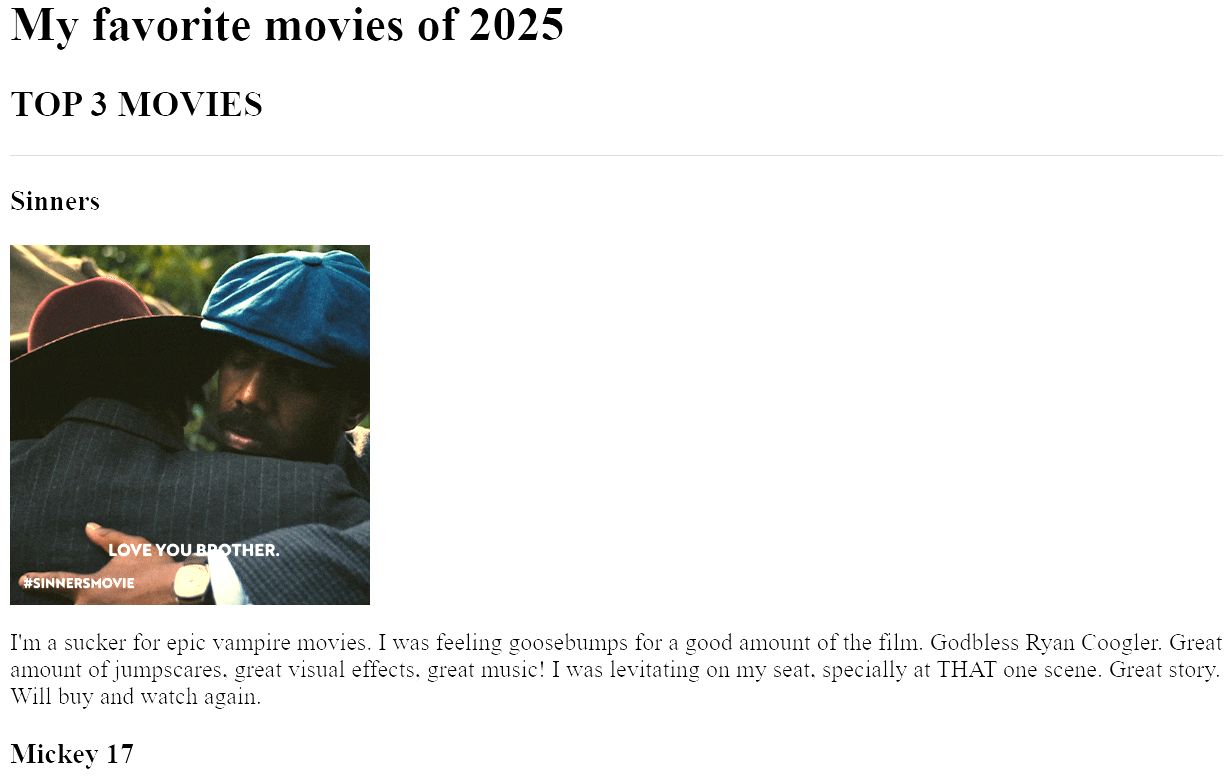 My favorite movies of 2025
TOP 3 MOVIES
Sinners
LOVE YOU BROTHER.
#SINNERSMOVIE
I'm a sucker for epic vampire movies. I was feeling goosebumps for a good amount of the film. Godbless Ryan Coogler. Great
amount of jumpscares, great visual effects, great music! I was levitating on my seat, specially at THAT one scene. Great story.
Will buy and watch again.
Mickey 17